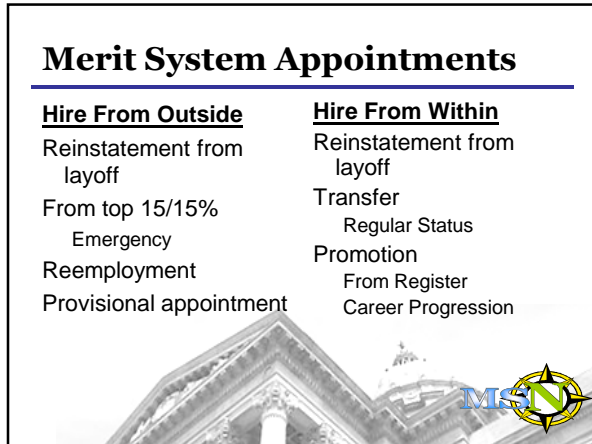 Merit System Appointments
Hire From Outside
Reinstatement from
layoff
From top 15/15%
Emergency
Reemployment
Provisional appointment
Hire From Within
Reinstatement from
layoff
Transfer
Regular Status
Promotion
From Register
Career Progression
MSN